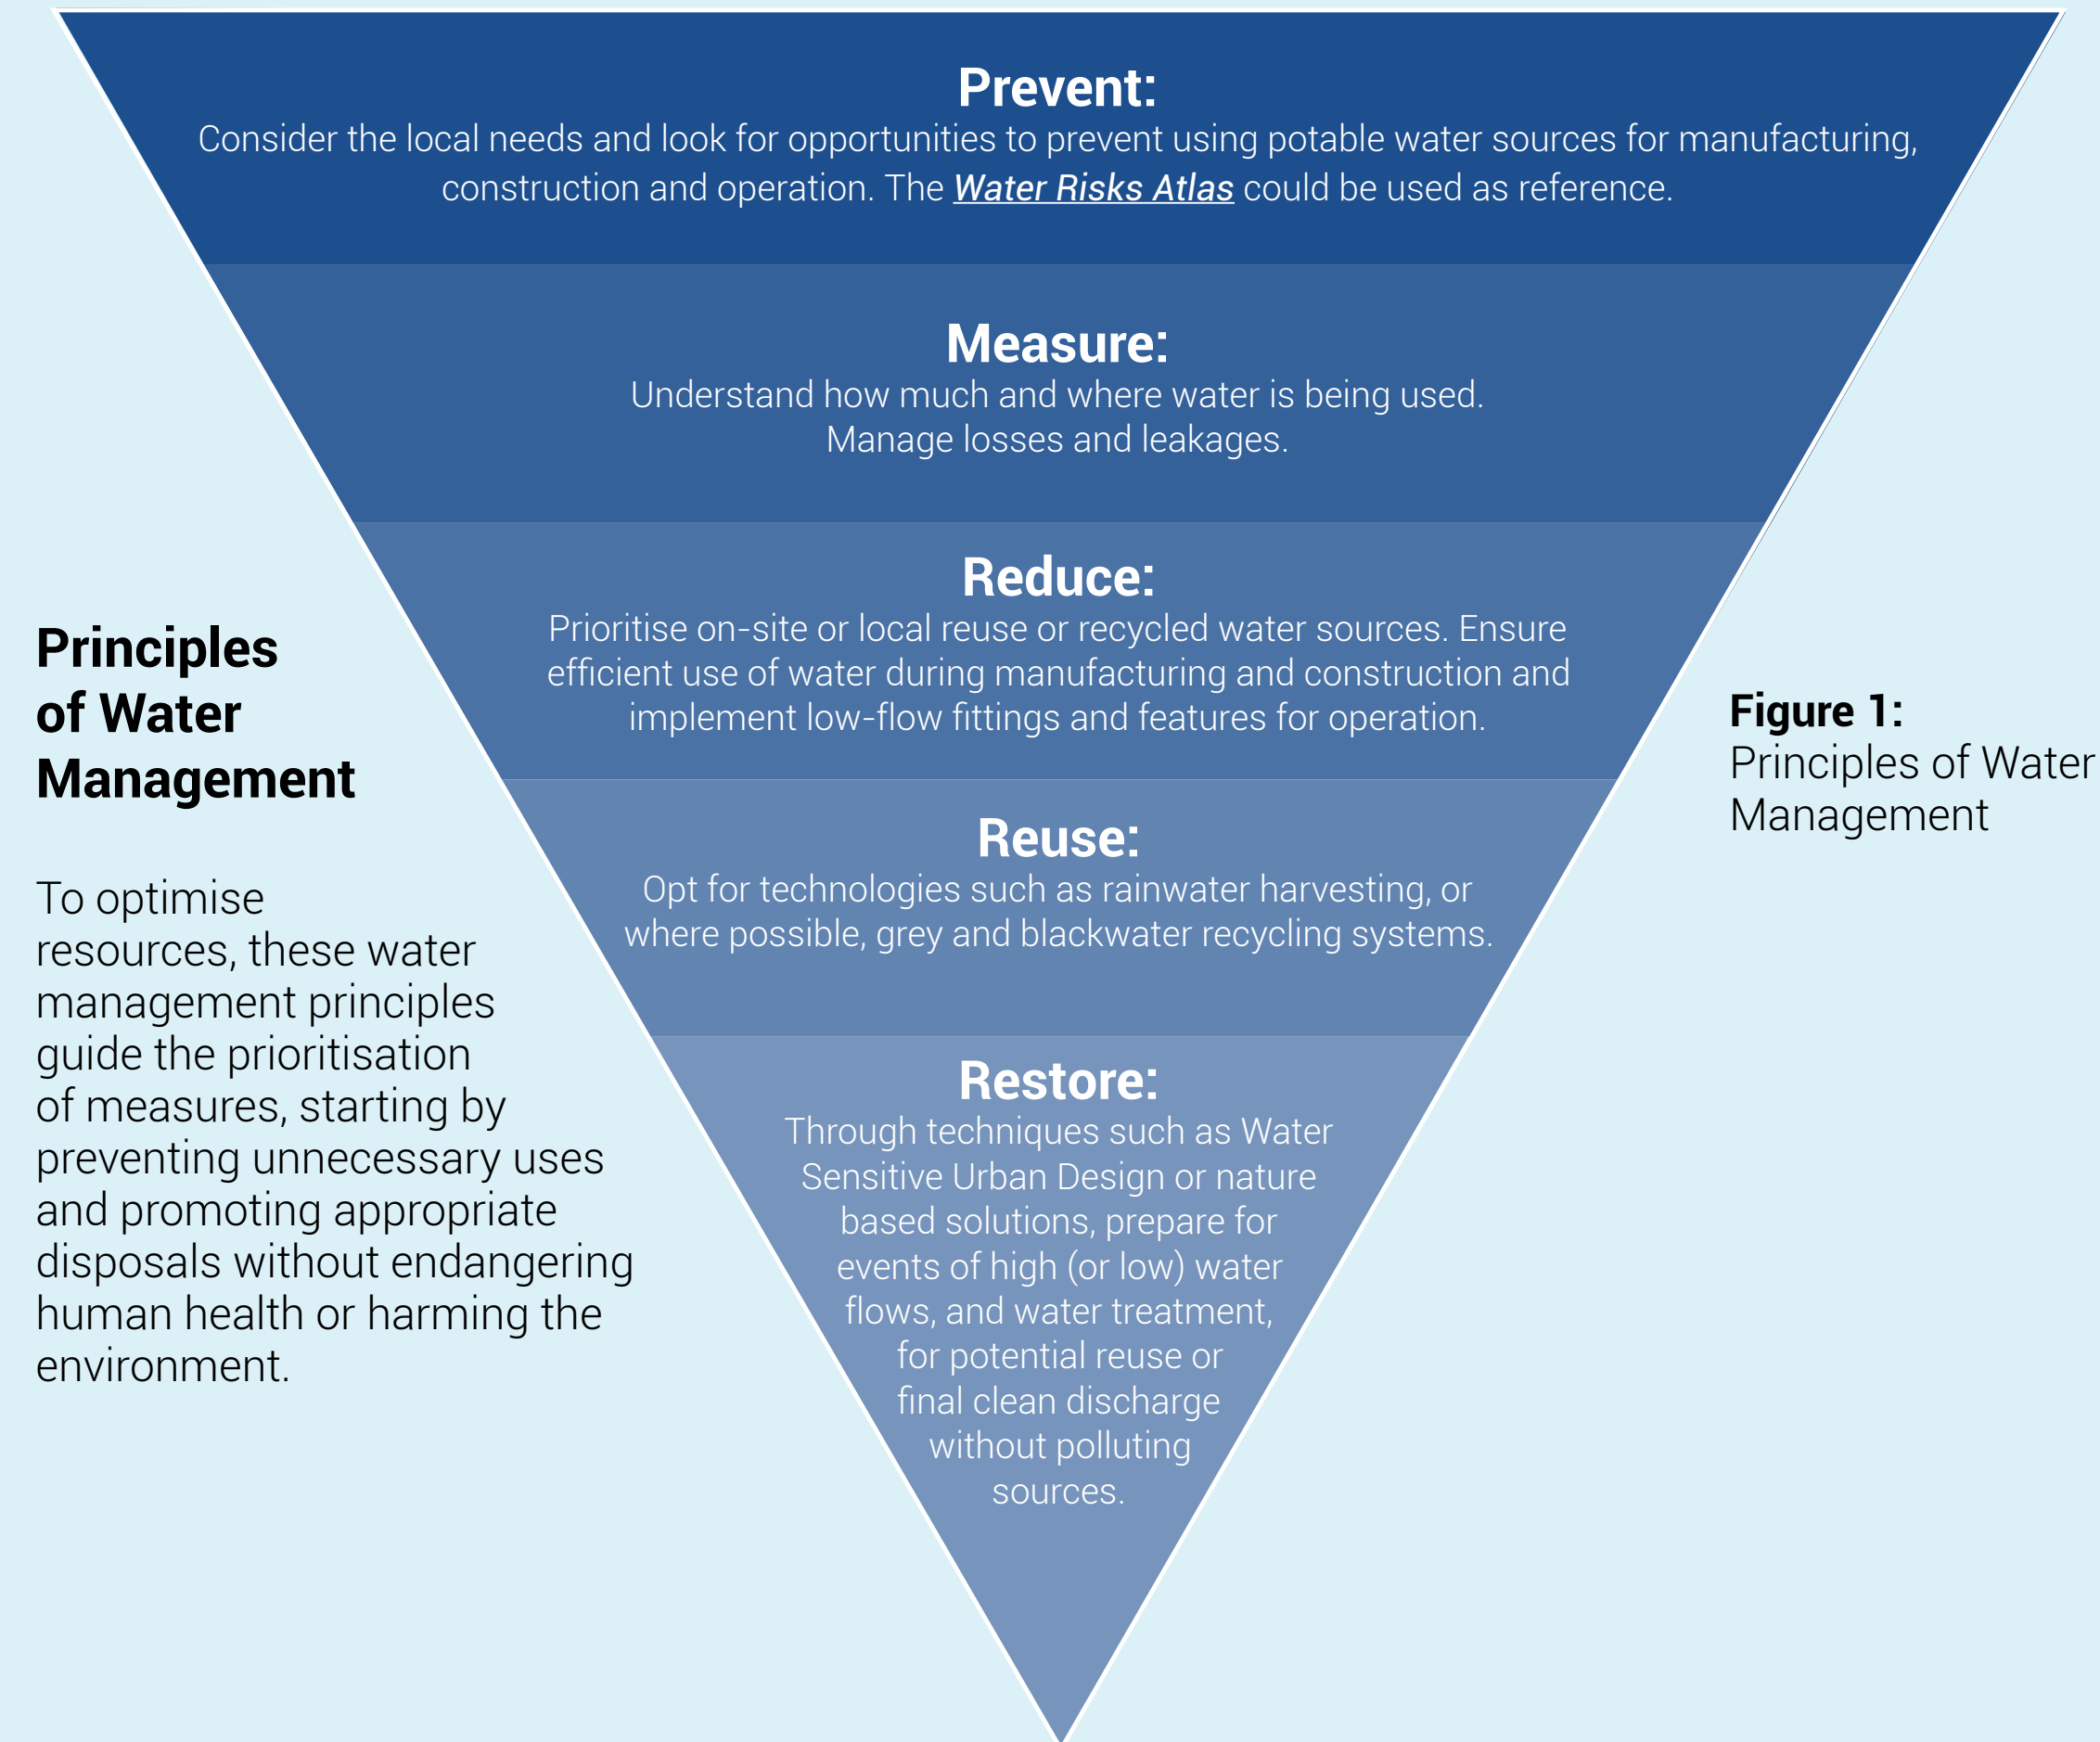 Prevent:
Consider the local needs and look for opportunities to prevent using potable water sources for manufacturing,
construction and operation. The Water Risks Atlas could be used as reference.
Measure:
Understand how much and where water is being used.
Manage losses and leakages.
Reduce:
Prioritise on-site or local reuse or recycled water sources. Ensure
efficient use of water during manufacturing and construction and
implement low-flow fittings and features for operation.
Reuse:
Opt for technologies such as rainwater harvesting, or
where possible, grey and blackwater recycling systems.
Restore:
Through techniques such as Water
Sensitive Urban Design or nature
based solutions, prepare for
events of high (or low) water
flows, and water treatment,
for potential reuse or
final clean discharge
without polluting
sources.
Principles
of Water
Management
To optimise
resources, these water
management principles
guide the prioritisation
of measures, starting by
preventing unnecessary uses
and promoting appropriate
disposals without endangering
human health or harming the
environment.
Figure 1:
Principles of Water
Management